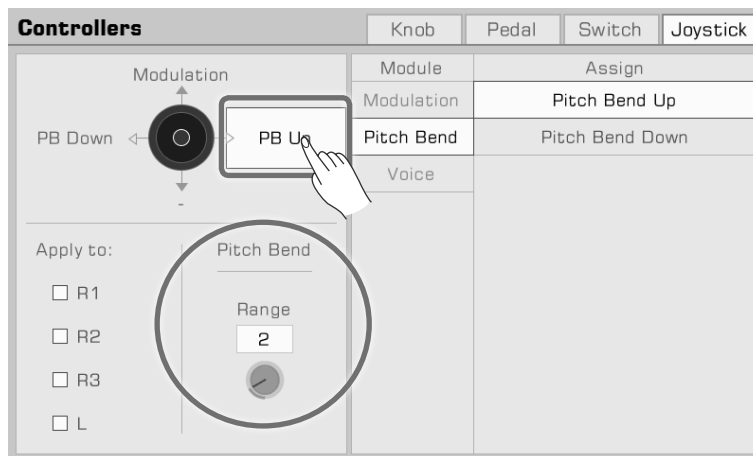 Controllers
Knob
Pedal
Switch
Joystick
Modulation
PB Down
PB Up
-
Apply to:
R1
R2
R3
L
Pitch Bend
Range
2
Module
Modulation
Pitch Bend
Voice
Assign
Pitch Bend Up
Pitch Bend Down